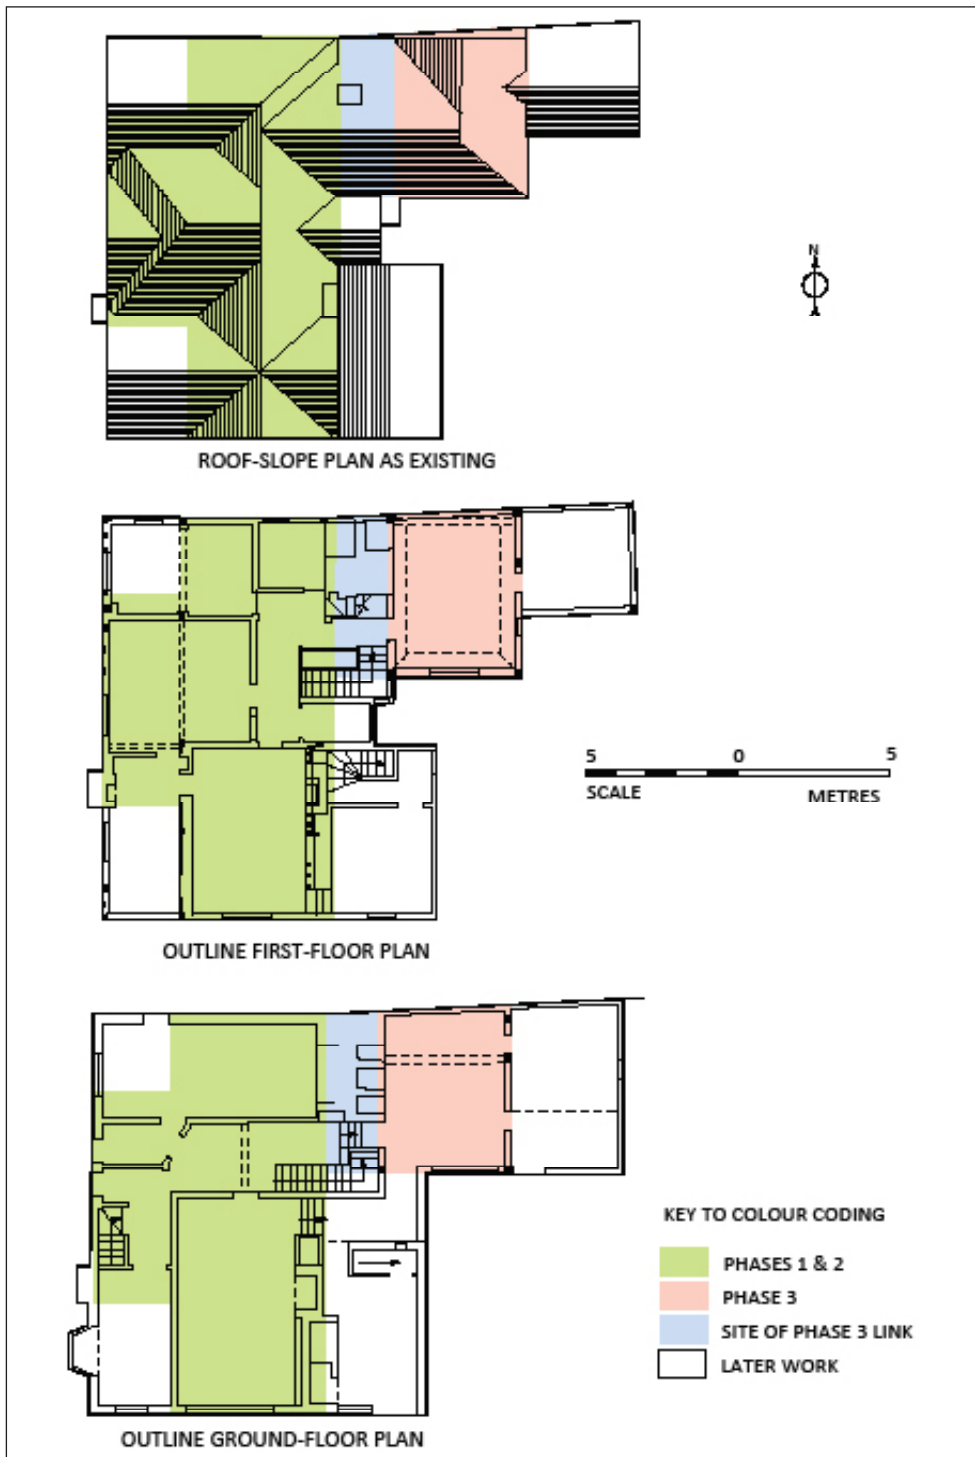 ROOF-SLOPE PLAN AS EXISTING
N
OUTLINE FIRST-FLOOR PLAN
5 0 5
SCALE METRES
OUTLINE GROUND-FLOOR PLAN
KEY TO COLOUR CODING
PHASES 1 & 2
PHASE 3
SITE OF PHASE 3 LINK
LATER WORK